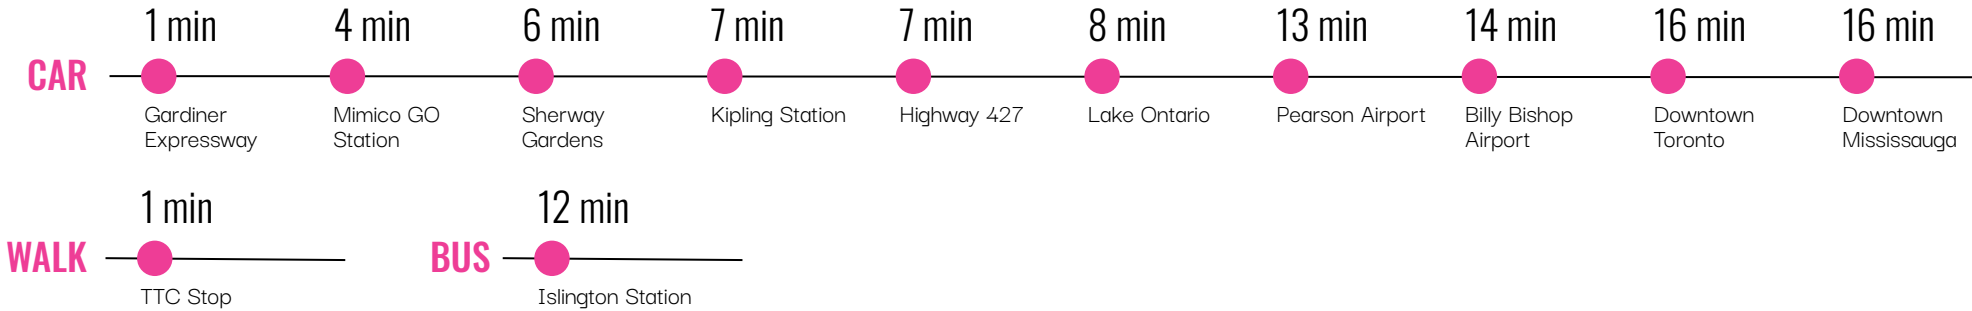 1 min 4 min 6 min 7 min 7 min 8 min 13 min 14 min 16 min 16 min
CAR
Gardiner Mimico GO Sherway Kipling Station Highway 427 Lake Ontario Pearson Airport Billy Bishop Downtown Downtown
Expressway Station Gardens Airport Toronto Mississauga
1 min 12 min
WALK BUS
TTC Stop Islington Station